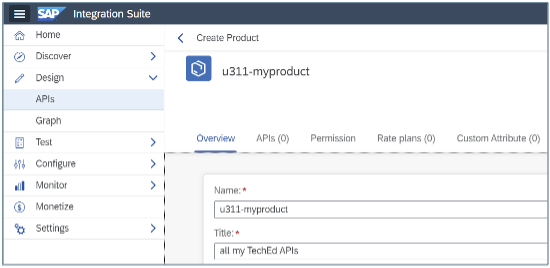 SAP Integration Suite
Home
Discover
Design
APIs
Graph
Test
Configure
Monitor
Monetize
Settings
Create Product
u311-myproduct
Overview APIs (0) Permission Rate plans (0) Custom Attribute (0)
Name: *
u311-myproduct
Title: *
all my TechEd APIs